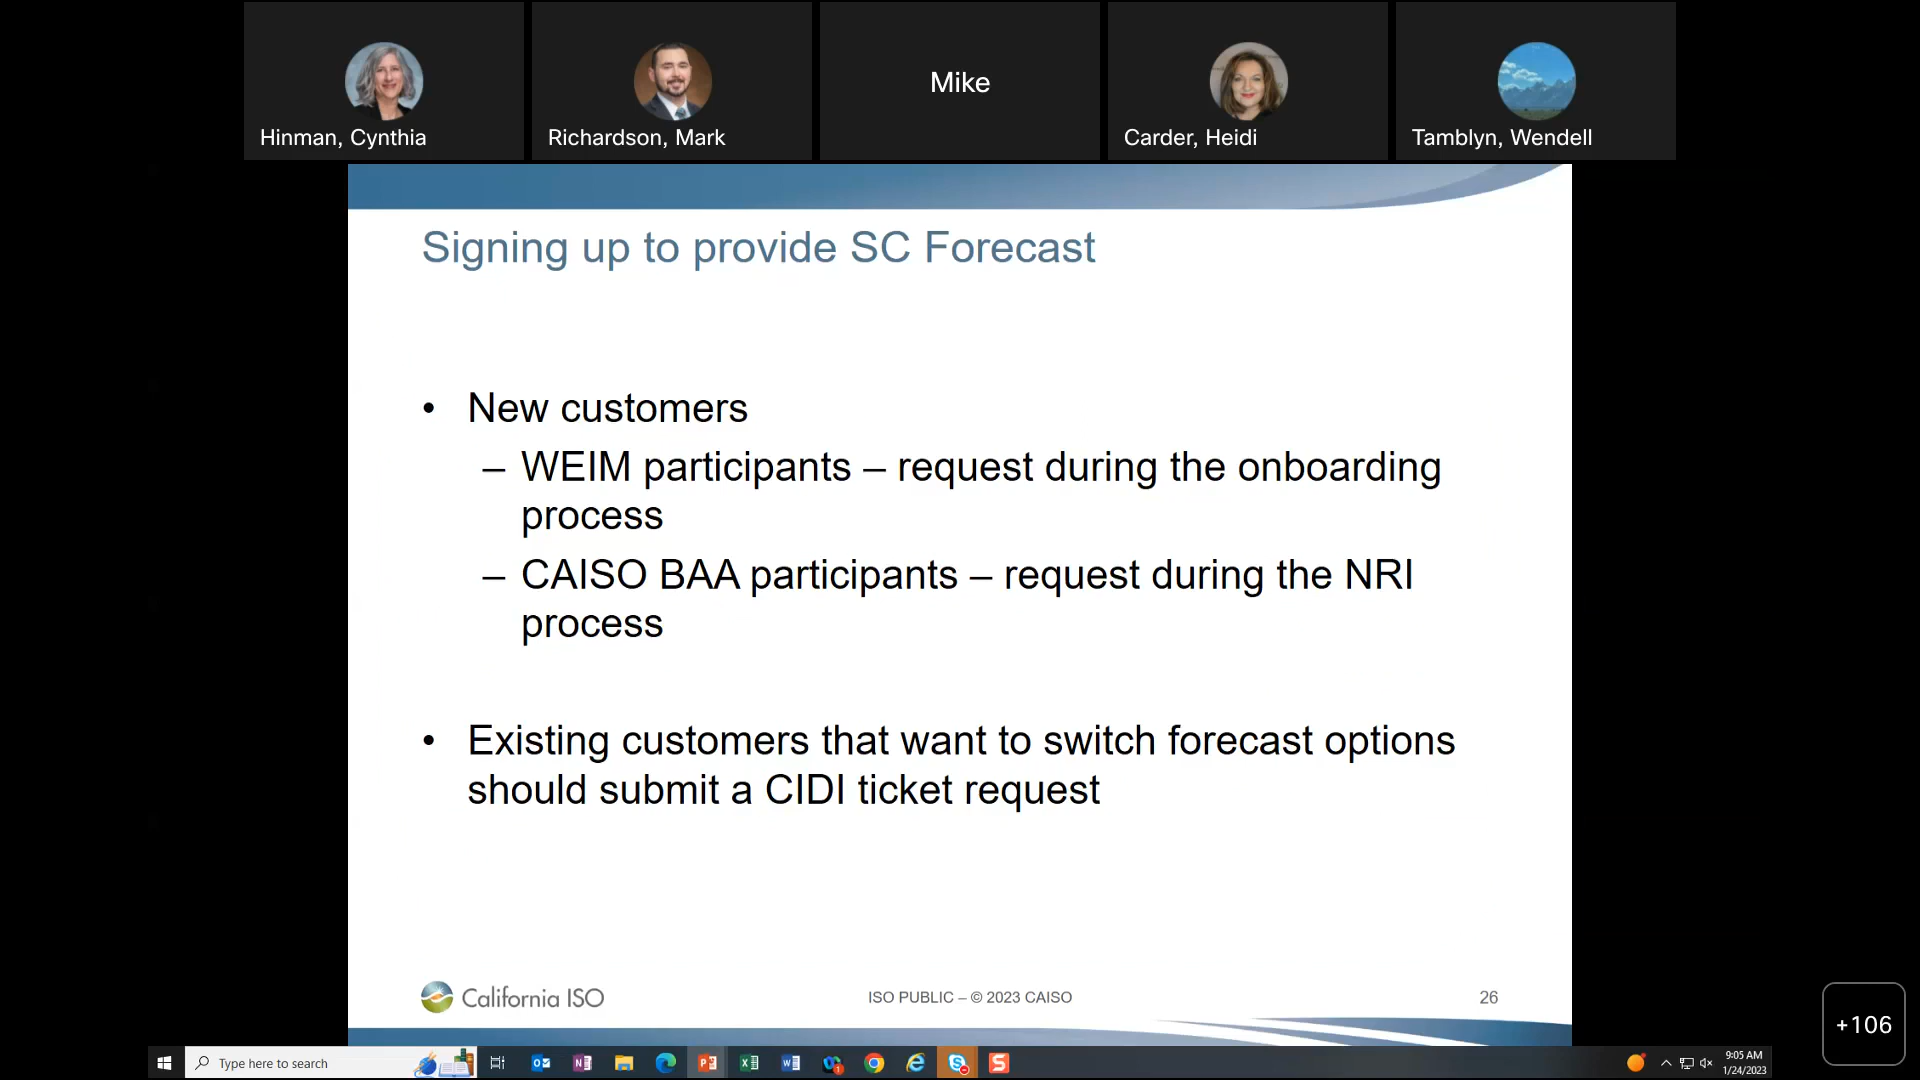 Hinman, Cynthia
Richardson, Mark
Mike
Carder, Heidi
Tamblyn, Wendell
Signing up to provide SC Forecast
• New customers
– WEIM participants – request during the onboarding
process
– CAISO BAA participants – request during the NRI
process
• Existing customers that want to switch forecast options
should submit a CIDI ticket request
California ISO
ISO PUBLIC – © 2023 CAISO
26
+106
Type here to search
9:05 AM
1/24/2023